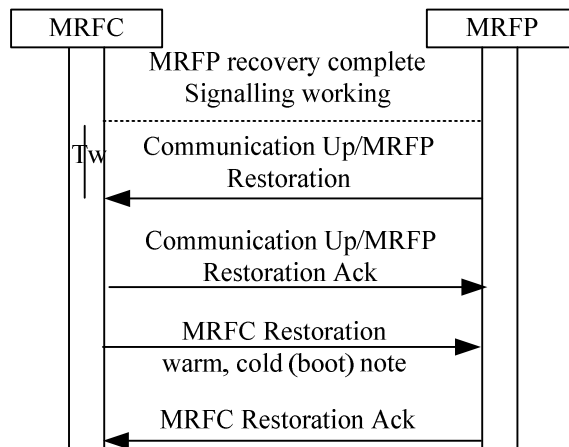 MRFC
MRFP
MRFP recovery complete
Signalling working
Tw
Communication Up/MRFP
Restoration
Communication Up/MRFP
Restoration Ack
MRFC Restoration
warm, cold (boot) note
MRFC Restoration Ack